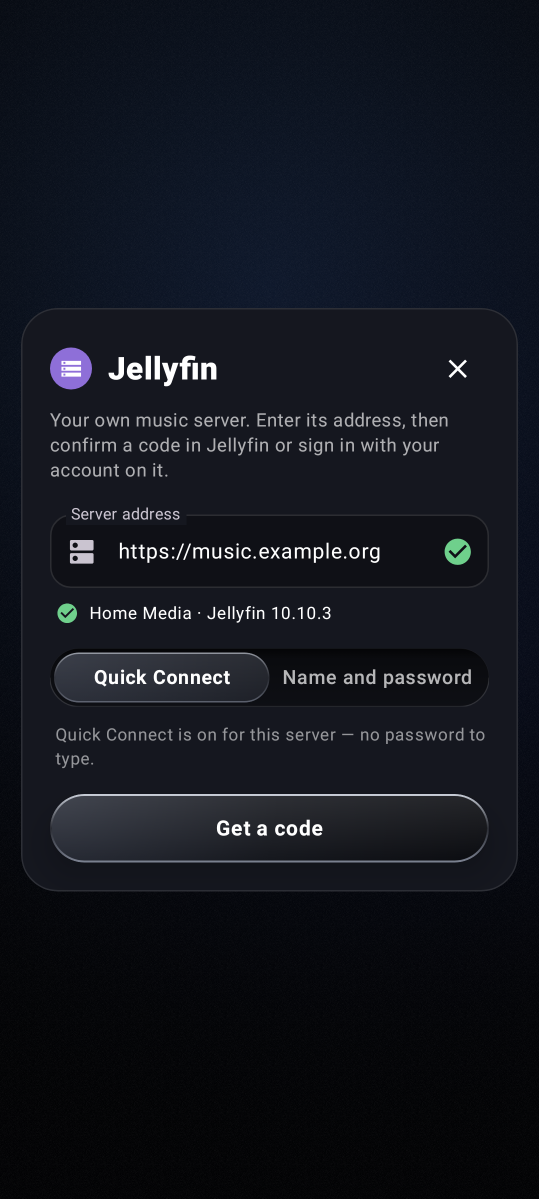 Jellyfin
Your own music server. Enter its address, then
confirm a code in Jellyfin or sign in with your
account on it.
Server address
https://music.example.org
Home Media · Jellyfin 10.10.3
Quick Connect
Name and password
Quick Connect is on for this server — no password to
type.
Get a code